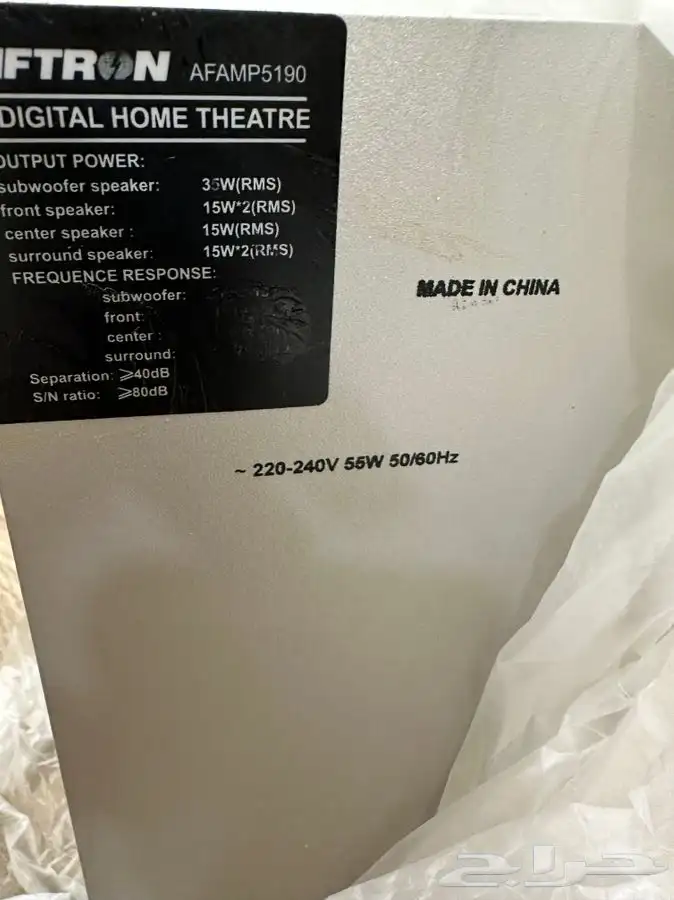 IFTRON AFAMP5190
DIGITAL HOME THEATRE
OUTPUT POWER:
subwoofer speaker: 35W(RMS)
front speaker: 15W*2(RMS)
center speaker : 15W(RMS)
surround speaker: 15W*2(RMS)
FREQUENCE RESPONSE:
subwoofer:
front:
center :
surround:
Separation: ≥40dB
S/N ratio: ≥80dB
MADE IN CHINA
~ 220-240V 55W 50/60Hz
حراج